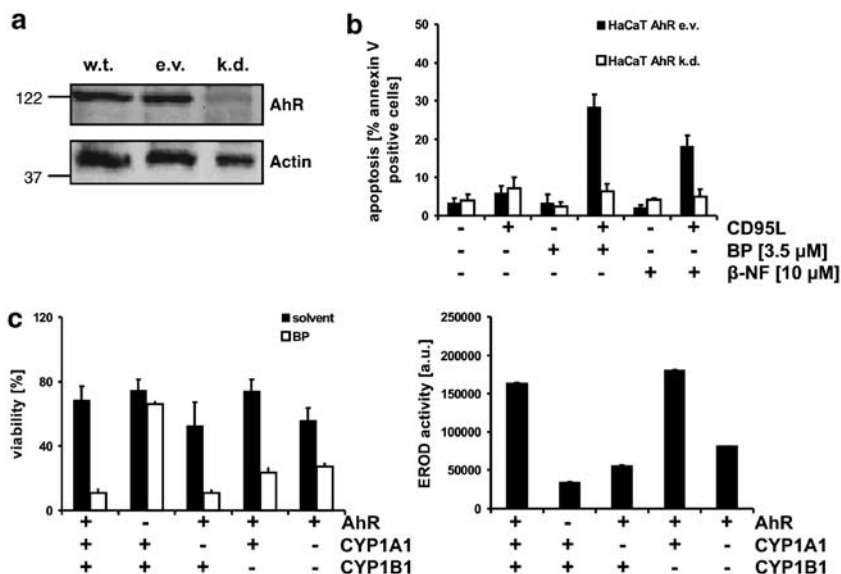 a
w.t. e.v. k.d.
122
AhR
37
Actin
b
apoptosis [% annexin V
positive cells]
50
40
30
20
10
0
HaCaT AhR e.v.
HaCaT AhR k.d.
- + - + - + CD95L
- - + + - - BP [3.5 µM]
- - - - + + β-NF [10 µM]
c
viability [%]
120
80
40
0
solvent
BP
+ - + + + AhR
+ + - + - CYP1A1
+ + + - - CYP1B1
EROD activity [a.u.]
250000
200000
150000
100000
50000
0
+ - + + + AhR
+ + - + - CYP1A1
+ + + - - CYP1B1